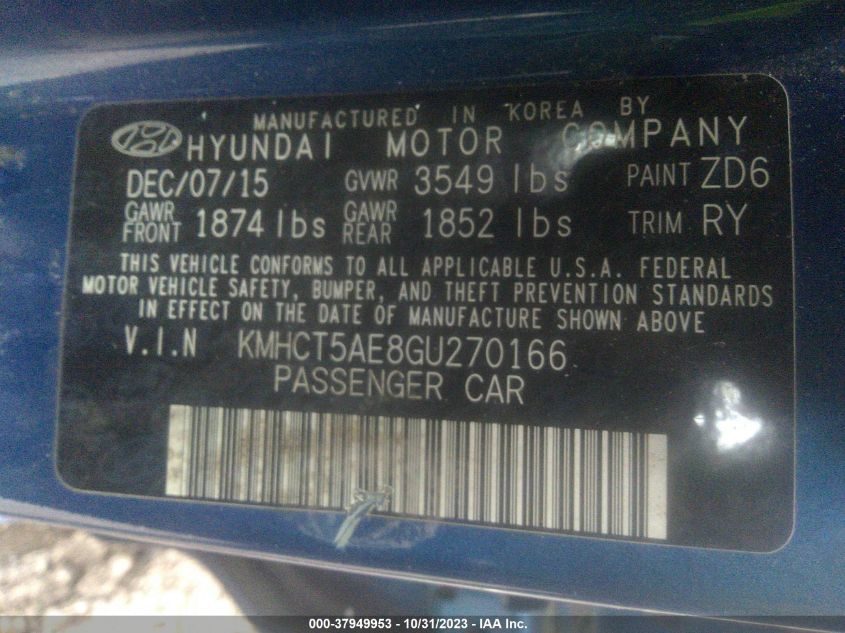 MANUFACTURED IN KOREA BY
HYUNDAI MOTOR COMPANY
DEC/07/15 GVWR 3549 lbs PAINT ZD6
GAWR FRONT 1874 lbs GAWR REAR 1852 lbs TRIM RY
THIS VEHICLE CONFORMS TO ALL APPLICABLE U.S.A. FEDERAL
MOTOR VEHICLE SAFETY, BUMPER, AND THEFT PREVENTION STANDARDS
IN EFFECT ON THE DATE OF MANUFACTURE SHOWN ABOVE
V.I.N KMHCT5AE8GU270166
PASSENGER CAR
000-37949953 - 10/31/2023 - IAA Inc.